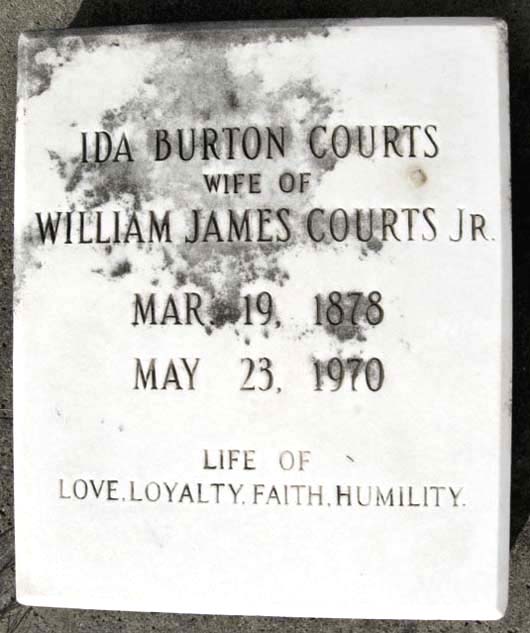 IDA BURTON COURTS
WIFE OF
WILLIAM JAMES COURTS JR.
MAR. 19, 1878
MAY 23, 1970
LIFE OF
LOVE, LOYALTY, FAITH, HUMILITY.